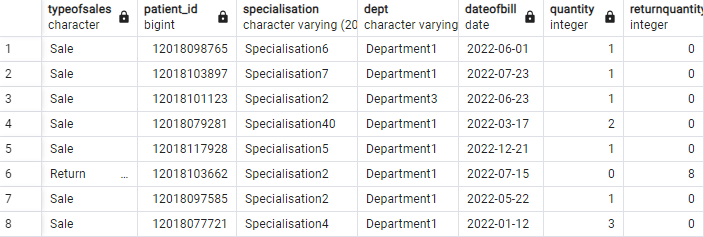 typeofsales patient_id specialisation dept dateofbill quantity returnquantity
character bigint character varying (20 character varying date integer integer
1 Sale 12018098765 Specialisation6 Department1 2022-06-01 1 0
2 Sale 12018103897 Specialisation7 Department1 2022-07-23 1 0
3 Sale 12018101123 Specialisation2 Department3 2022-06-23 1 0
4 Sale 12018079281 Specialisation40 Department1 2022-03-17 2 0
5 Sale 12018117928 Specialisation5 Department1 2022-12-21 1 0
6 Return ... 12018103662 Specialisation2 Department1 2022-07-15 0 8
7 Sale 12018097585 Specialisation2 Department1 2022-05-22 1 0
8 Sale 12018077721 Specialisation4 Department1 2022-01-12 3 0